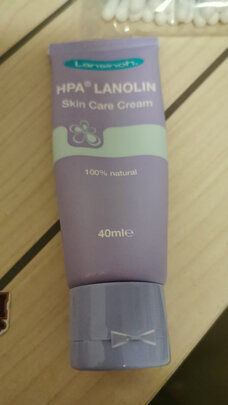 Lansinoh.
HPA® LANOLIN
Skin Care Cream
100% natural
40ml℮